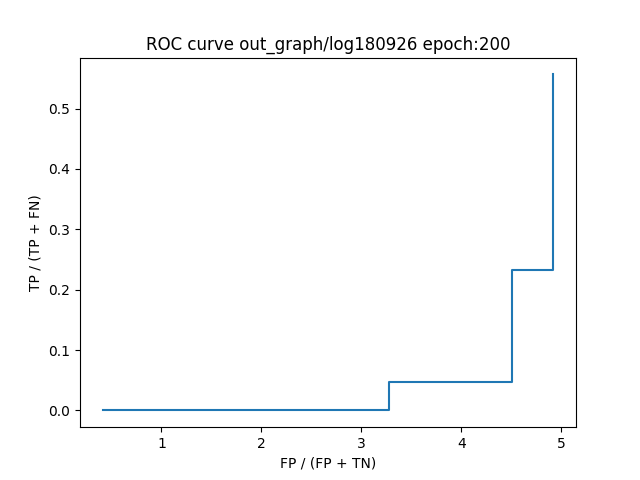 ROC curve out_graph/log180926 epoch:200
TP / (TP + FN)
0.5
0.4
0.3
0.2
0.1
0.0
1 2 3 4 5
FP / (FP + TN)